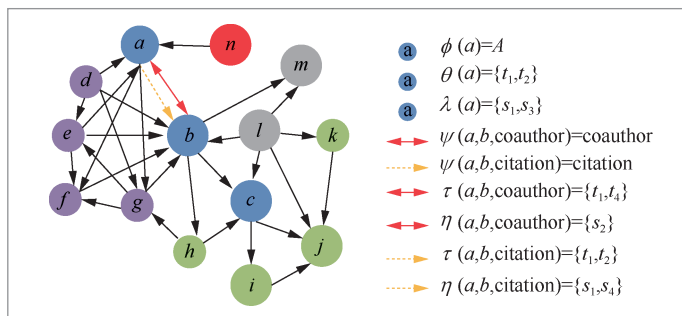 a
n
m
d
e
b
l
k
f
g
c
h
j
i
a ϕ (a)=A
a θ (a)={t₁,t₂}
a λ (a)={s₁,s₃}
ψ (a,b,coauthor)=coauthor
ψ (a,b,citation)=citation
τ (a,b,coauthor)={t₁,t₄}
η (a,b,coauthor)={s₂}
τ (a,b,citation)={t₁,t₂}
η (a,b,citation)={s₁,s₄}